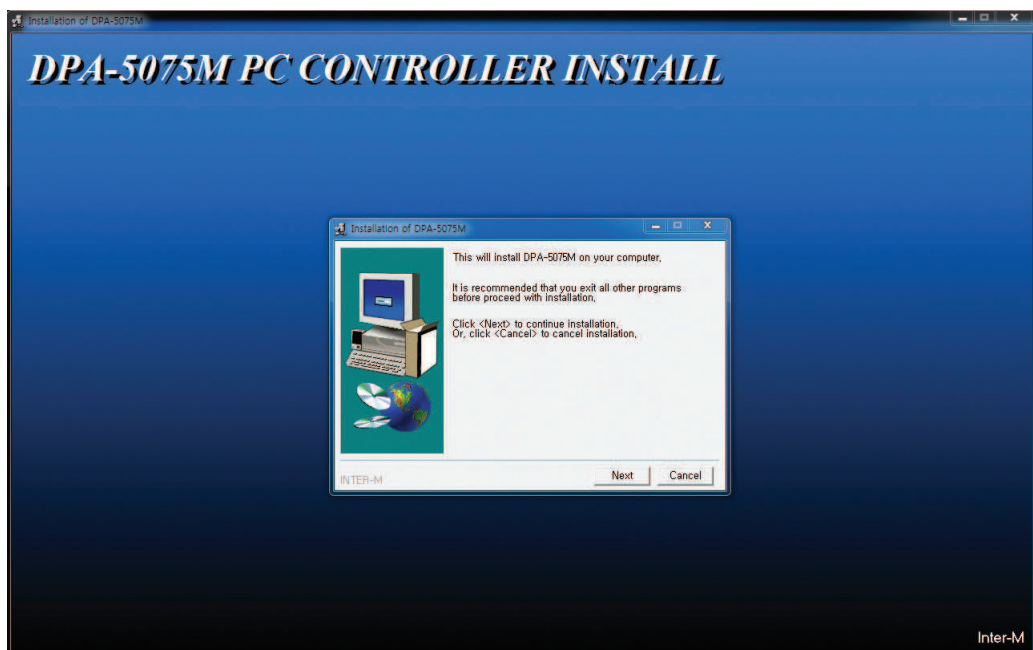 Installation of DPA-5075M
DPA-5075M PC CONTROLLER INSTALL
Installation of DPA-5075M
This will install DPA-5075M on your computer,
It is recommended that you exit all other programs
before proceed with installation,
Click <Next> to continue installation,
Or, click <Cancel> to cancel installation,
INTER-M
Next
Cancel
Inter-M